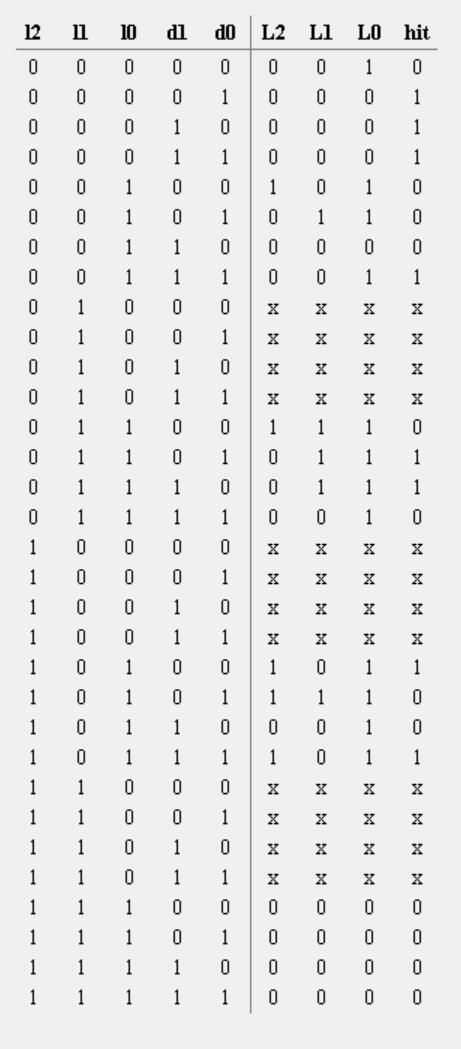 l2 l1 l0 d1 d0 L2 L1 L0 hit
0 0 0 0 0 0 0 1 0
0 0 0 0 1 0 0 0 1
0 0 0 1 0 0 0 0 1
0 0 0 1 1 0 0 0 1
0 0 1 0 0 1 0 1 0
0 0 1 0 1 0 1 1 0
0 0 1 1 0 0 0 0 0
0 0 1 1 1 0 0 1 1
0 1 0 0 0 x x x x
0 1 0 0 1 x x x x
0 1 0 1 0 x x x x
0 1 0 1 1 x x x x
0 1 1 0 0 1 1 1 0
0 1 1 0 1 0 1 1 1
0 1 1 1 0 0 1 1 1
0 1 1 1 1 0 0 1 0
1 0 0 0 0 x x x x
1 0 0 0 1 x x x x
1 0 0 1 0 x x x x
1 0 0 1 1 x x x x
1 0 1 0 0 1 0 1 1
1 0 1 0 1 1 1 1 0
1 0 1 1 0 0 0 1 0
1 0 1 1 1 1 0 1 1
1 1 0 0 0 x x x x
1 1 0 0 1 x x x x
1 1 0 1 0 x x x x
1 1 0 1 1 x x x x
1 1 1 0 0 0 0 0 0
1 1 1 0 1 0 0 0 0
1 1 1 1 0 0 0 0 0
1 1 1 1 1 0 0 0 0